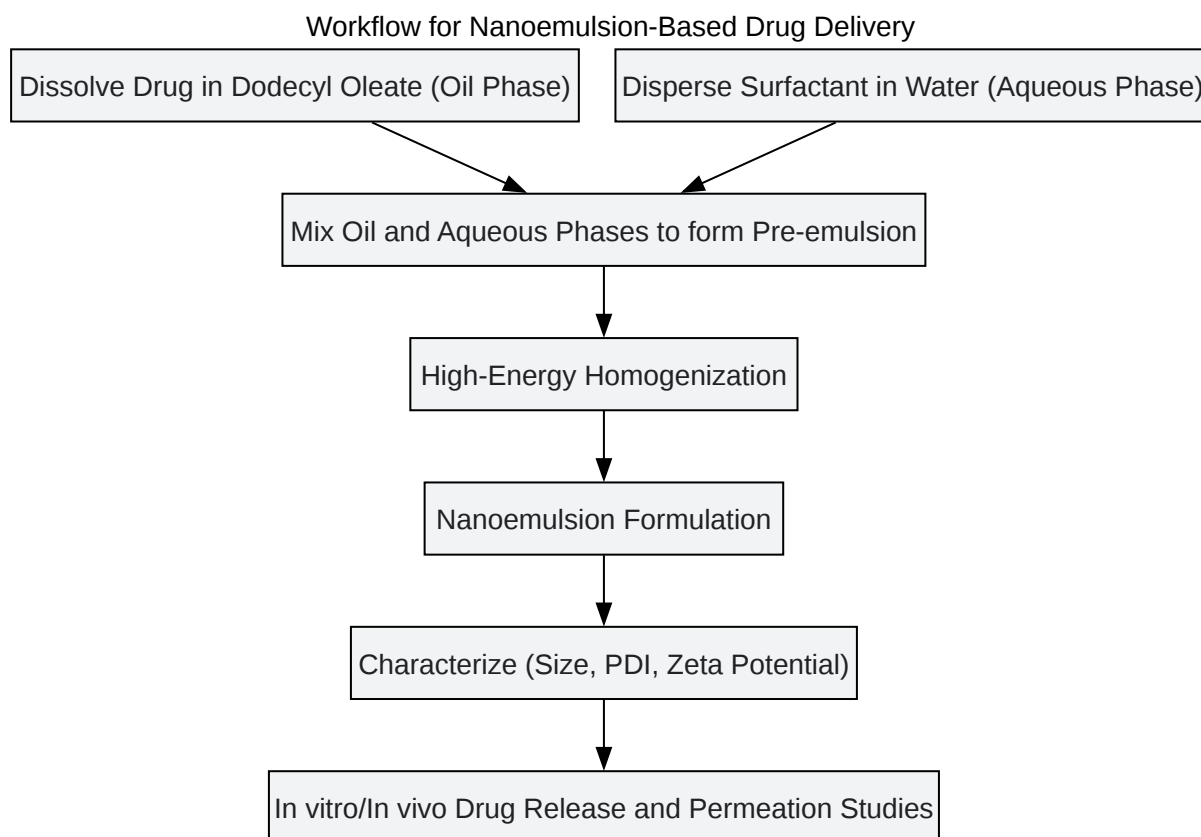 Workflow for Nanoemulsion-Based Drug Delivery
Dissolve Drug in Dodecyl Oleate (Oil Phase)
Disperse Surfactant in Water (Aqueous Phase)
Mix Oil and Aqueous Phases to form Pre-emulsion
High-Energy Homogenization
Nanoemulsion Formulation
Characterize (Size, PDI, Zeta Potential)
In vitro/In vivo Drug Release and Permeation Studies